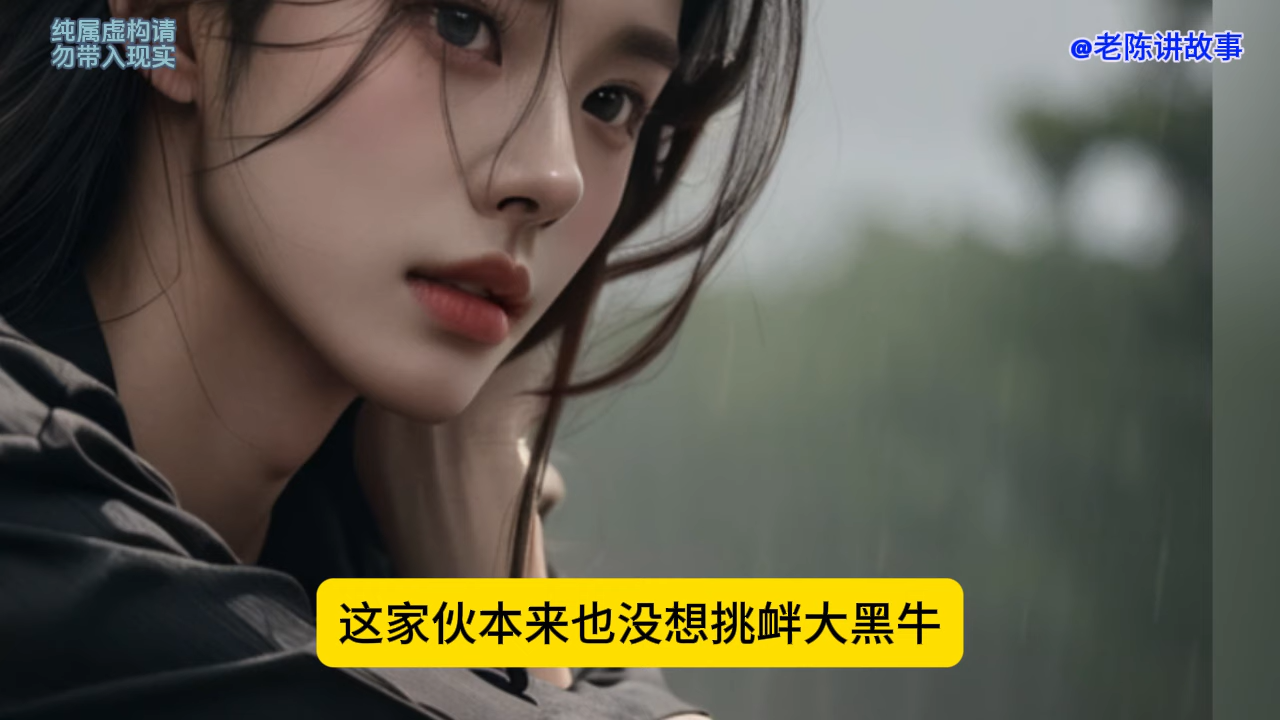 纯属虚构请
勿带入现实
@老陈讲故事
这家伙本来也没想挑衅大黑牛